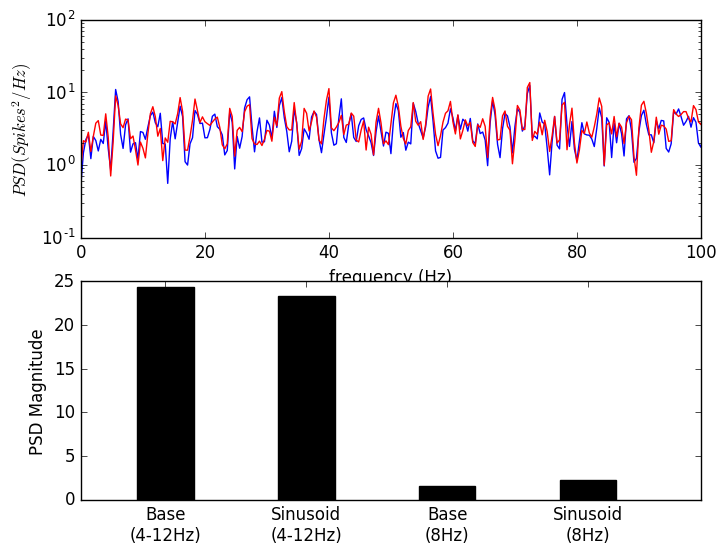 10^2
10^1
10^0
10^-1
PSD(Spikes^2/Hz)
0 20 40 60 80 100
frequency (Hz)
25
20
15
10
5
0
PSD Magnitude
Base Sinusoid Base Sinusoid
(4-12Hz) (4-12Hz) (8Hz) (8Hz)